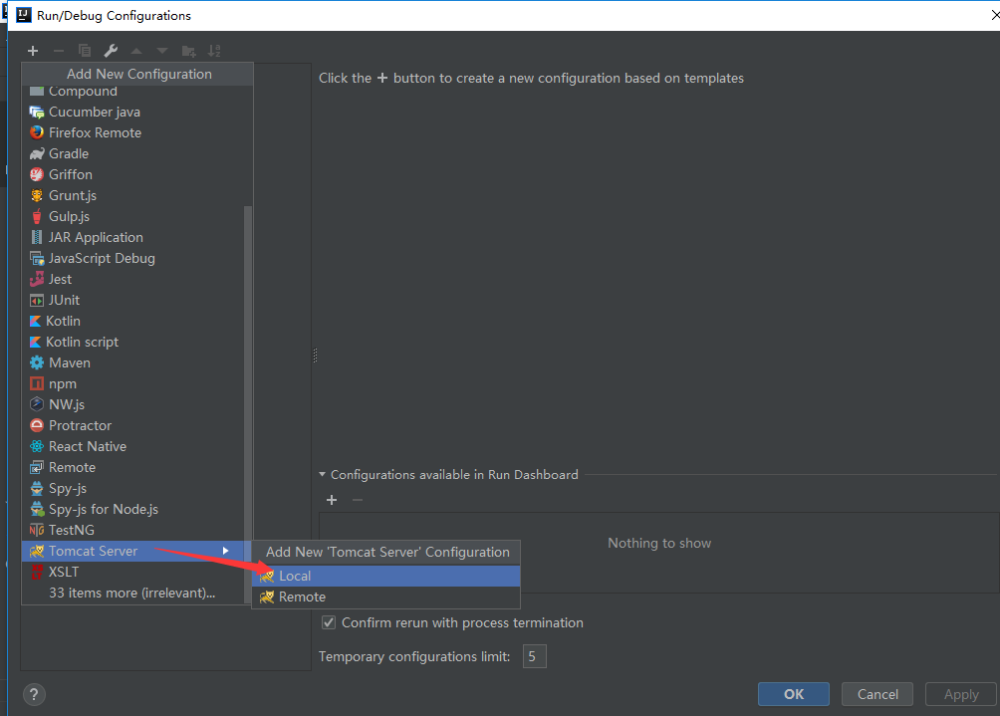 Run/Debug Configurations
Add New Configuration
Click the + button to create a new configuration based on templates
Compound
Cucumber java
Firefox Remote
Gradle
Griffon
Grunt.js
Gulp.js
JAR Application
JavaScript Debug
Jest
JUnit
Kotlin
Kotlin script
Maven
npm
NW.js
Protractor
React Native
Remote
Spy-js
Spy-js for Node.js
TestNG
Tomcat Server
XSLT
33 items more (irrelevant)...
Configurations available in Run Dashboard
Nothing to show
Add New 'Tomcat Server' Configuration
Local
Remote
Confirm rerun with process termination
Temporary configurations limit: 5
?
OK
Cancel
Apply